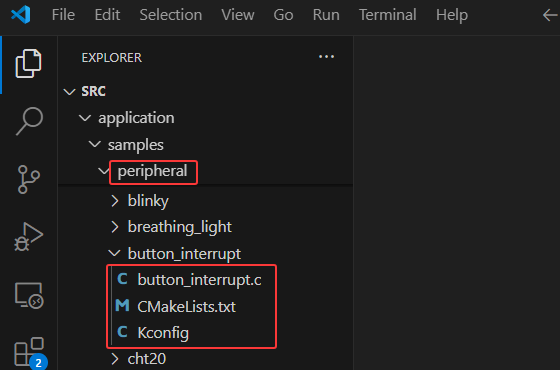 File Edit Selection View Go Run Terminal Help
EXPLORER
SRC
application
samples
peripheral
blinky
breathing_light
button_interrupt
C button_interrupt.c
M CMakeLists.txt
C Kconfig
cht20
2